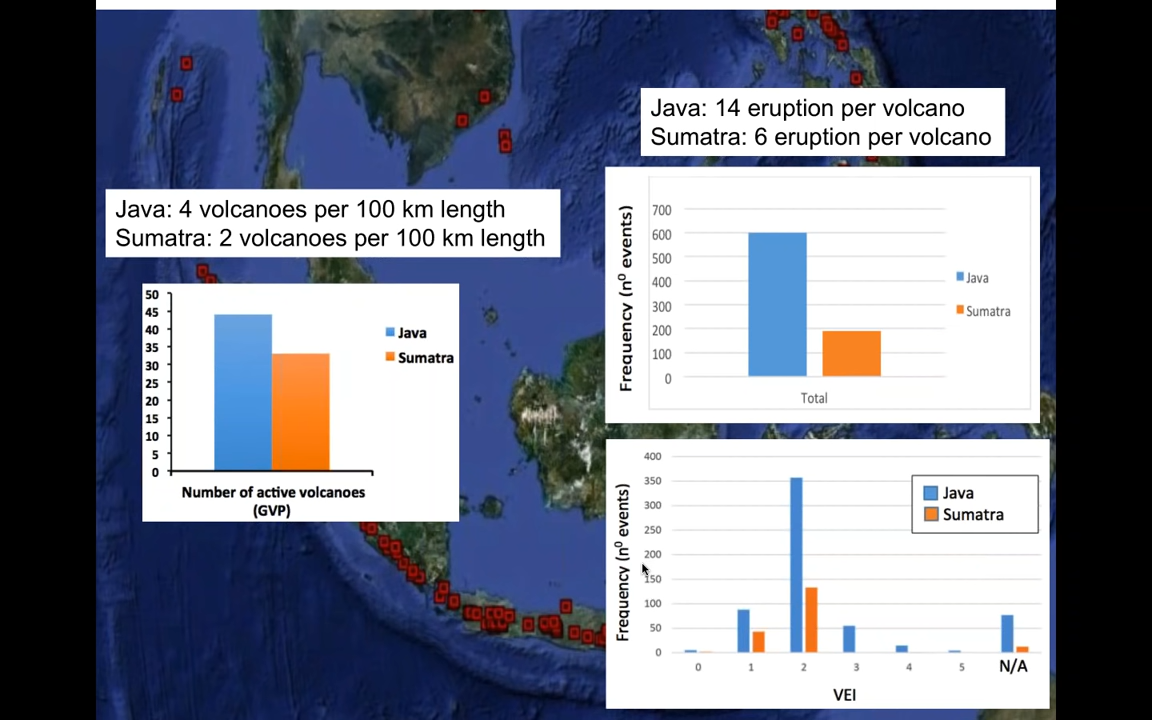 Java: 14 eruption per volcano
Sumatra: 6 eruption per volcano
Java: 4 volcanoes per 100 km length
Sumatra: 2 volcanoes per 100 km length
50
45
40
35
30
25
20
15
10
5
0
Java
Sumatra
Number of active volcanoes
(GVP)
Frequency (nº events)
700
600
500
400
300
200
100
0
Java
Sumatra
Total
Frequency (nº events)
400
350
300
250
200
150
100
50
0
Java
Sumatra
0 1 2 3 4 5 N/A
VEI